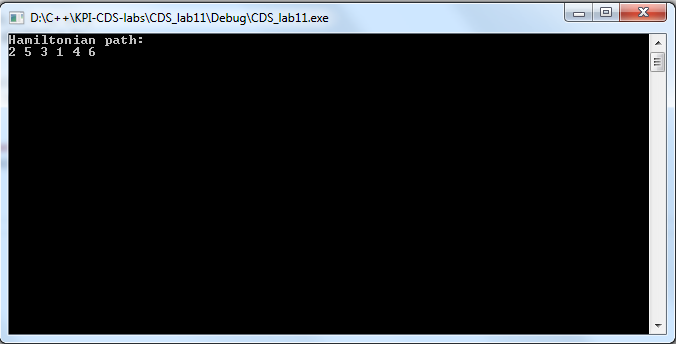 D:\C++\KPI-CDS-labs\CDS_lab11\Debug\CDS_lab11.exe
Hamiltonian path:
2 5 3 1 4 6